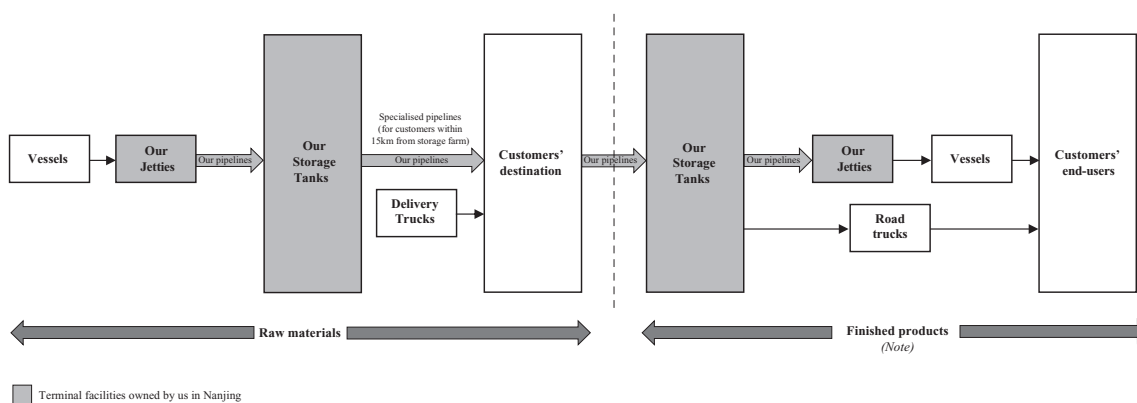 Vessels
Our
Jetties
Our pipelines
Our
Storage
Tanks
Specialised pipelines
(for customers within
15km from storage farm)
Our pipelines
Delivery
Trucks
Customers'
destination
Our pipelines
Our
Storage
Tanks
Our pipelines
Our
Jetties
Vessels
Road
trucks
Customers'
end-users
Raw materials
Finished products
(Note)
Terminal facilities owned by us in Nanjing